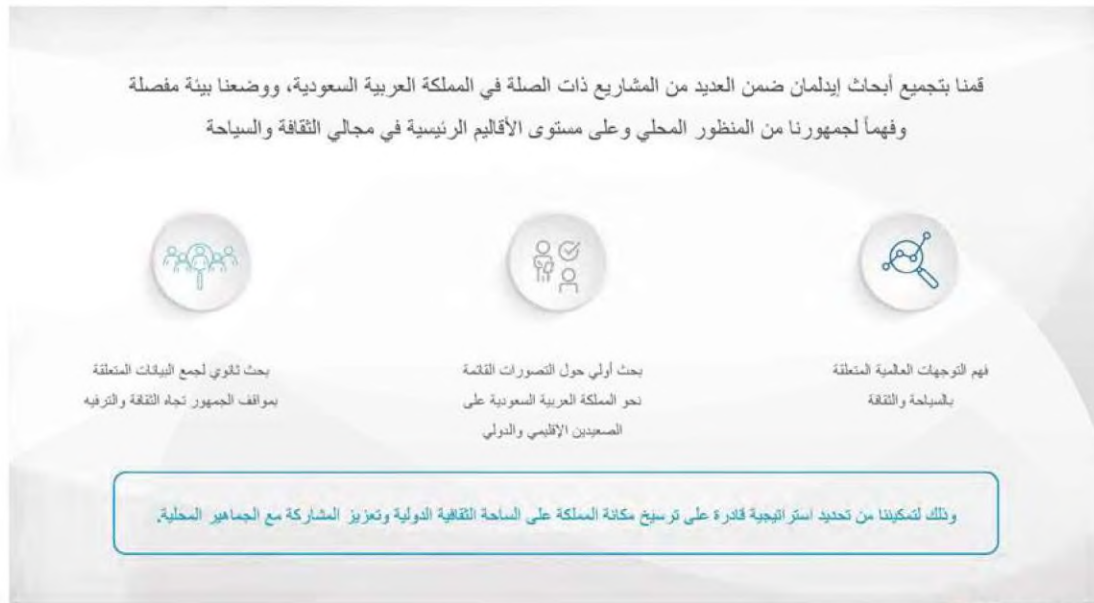 قمنا بتجميع أبحاث إيدلمان ضمن العديد من المشاريع ذات الصلة في المملكة العربية السعودية، ووضعنا بيئة مفصلة
وفهماً لجمهورنا من المنظور المحلي وعلى مستوى الأقاليم الرئيسية في مجالي الثقافة والسياحة
فهم التوجهات العالمية المتعلقة
بالسياحة والثقافة
بحث أولي حول التصورات القائمة
نحو المملكة العربية السعودية على
الصعيدين الإقليمي والدولي
بحث ثانوي لجمع البيانات المتعلقة
بمواقف الجمهور تجاه الثقافة والترفيه
وذلك لتمكيننا من تحديد استراتيجية قادرة على ترسيخ مكانة المملكة على الساحة الثقافية الدولية وتعزيز المشاركة مع الجماهير المحلية.